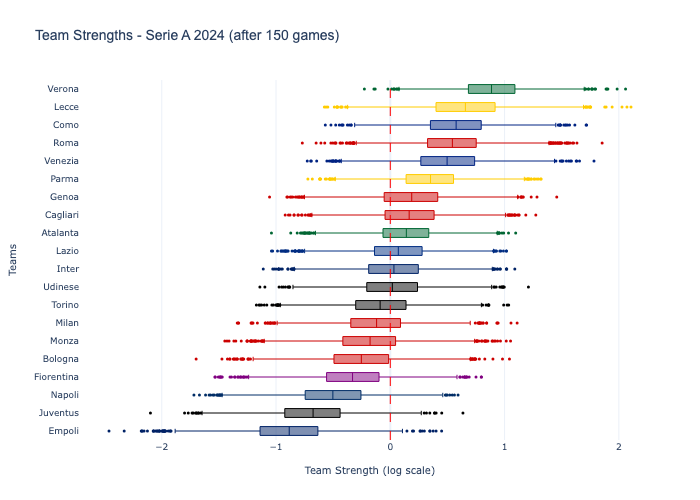 Team Strengths - Serie A 2024 (after 150 games)
Verona
Lecce
Como
Roma
Venezia
Parma
Genoa
Cagliari
Atalanta
Lazio
Inter
Udinese
Torino
Milan
Monza
Bologna
Fiorentina
Napoli
Juventus
Empoli
Teams
−2 −1 0 1 2
Team Strength (log scale)